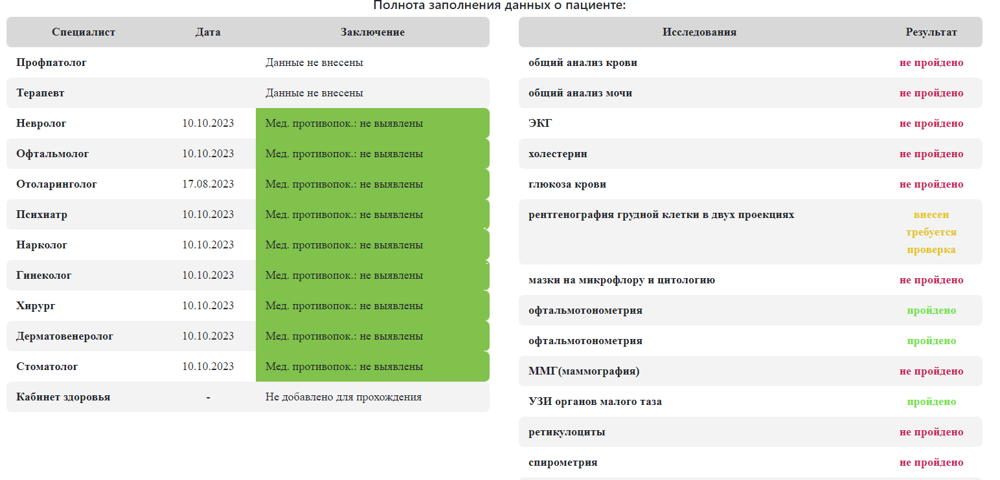 Полнота заполнения данных о пациенте:
Специалист Дата Заключение
Профпатолог Данные не внесены
Терапевт Данные не внесены
Невролог 10.10.2023 Мед. противопок.: не выявлены
Офтальмолог 10.10.2023 Мед. противопок.: не выявлены
Отоларинголог 17.08.2023 Мед. противопок.: не выявлены
Психиатр 10.10.2023 Мед. противопок.: не выявлены
Нарколог 10.10.2023 Мед. противопок.: не выявлены
Гинеколог 10.10.2023 Мед. противопок.: не выявлены
Хирург 10.10.2023 Мед. противопок.: не выявлены
Дерматовенеролог 10.10.2023 Мед. противопок.: не выявлены
Стоматолог 10.10.2023 Мед. противопок.: не выявлены
Кабинет здоровья - Не добавлено для прохождения
Исследования Результат
общий анализ крови не пройдено
общий анализ мочи не пройдено
ЭКГ не пройдено
холестерин не пройдено
глюкоза крови не пройдено
рентгенография грудной клетки в двух проекциях внесен
требуется
проверка
мазки на микрофлору и цитологию не пройдено
офтальмотонометрия пройдено
офтальмотонометрия пройдено
ММГ(маммография) не пройдено
УЗИ органов малого таза пройдено
ретикулоциты не пройдено
спирометрия не пройдено